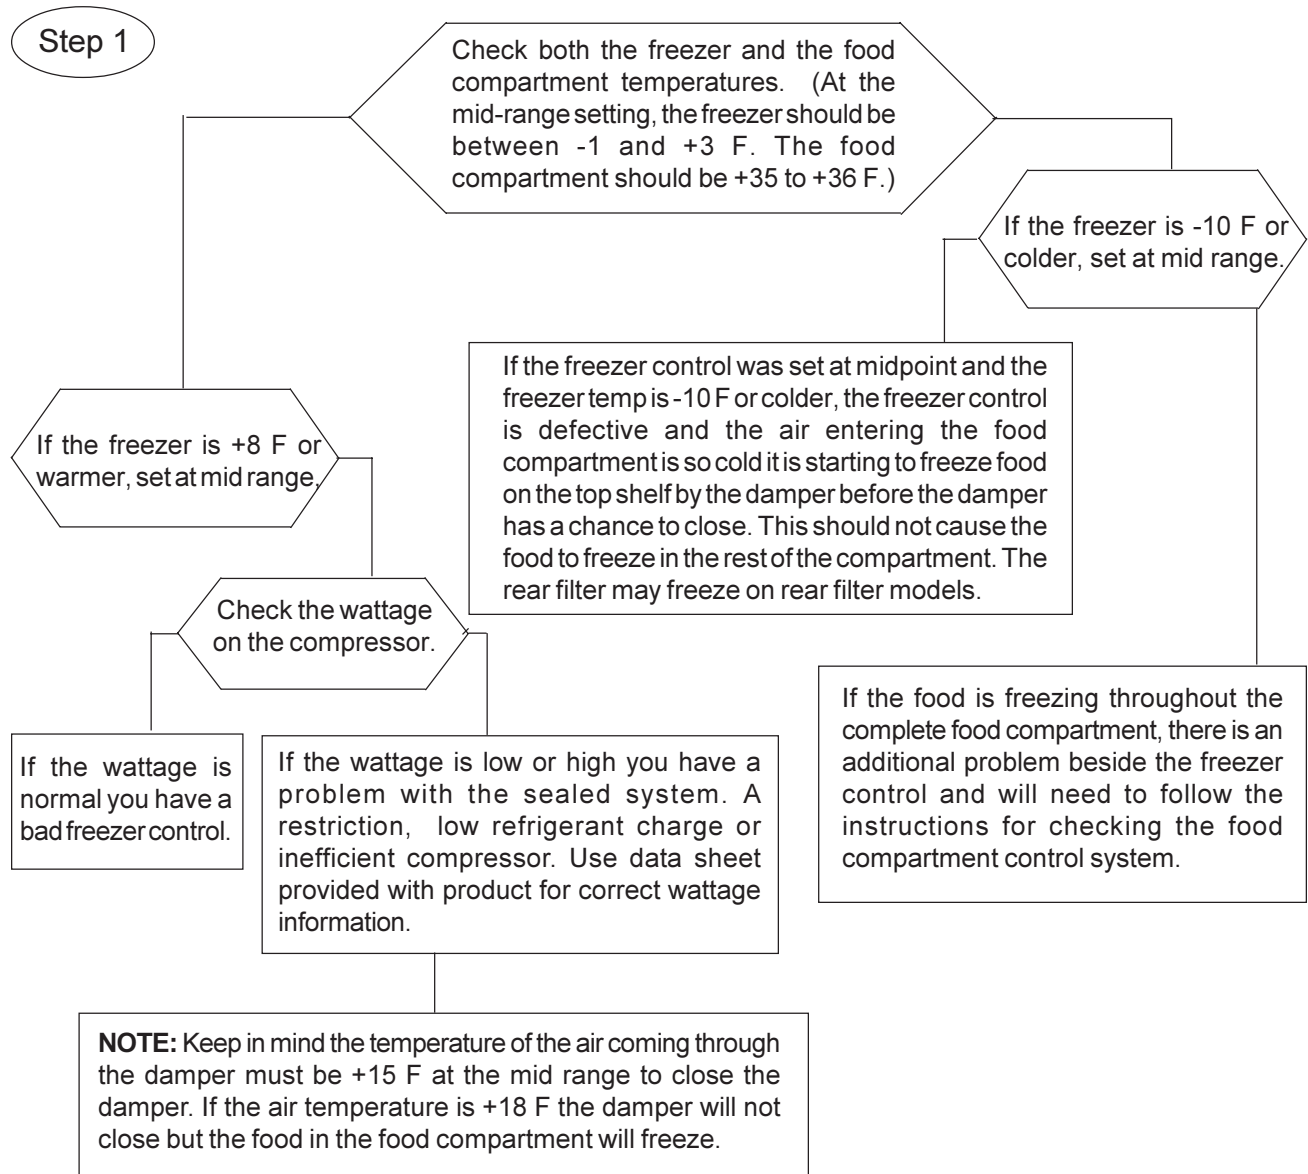 Step 1
Check both the freezer and the food
compartment temperatures. (At the
mid-range setting, the freezer should be
between -1 and +3 F. The food
compartment should be +35 to +36 F.)
If the freezer is -10 F or
colder, set at mid range.
If the freezer control was set at midpoint and the
freezer temp is -10 F or colder, the freezer control
is defective and the air entering the food
compartment is so cold it is starting to freeze food
on the top shelf by the damper before the damper
has a chance to close. This should not cause the
food to freeze in the rest of the compartment. The
rear filter may freeze on rear filter models.
If the freezer is +8 F or
warmer, set at mid range,
Check the wattage
on the compressor.
If the wattage is
normal you have a
bad freezer control.
If the wattage is low or high you have a
problem with the sealed system. A
restriction, low refrigerant charge or
inefficient compressor. Use data sheet
provided with product for correct wattage
information.
If the food is freezing throughout the
complete food compartment, there is an
additional problem beside the freezer
control and will need to follow the
instructions for checking the food
compartment control system.
NOTE: Keep in mind the temperature of the air coming through
the damper must be +15 F at the mid range to close the
damper. If the air temperature is +18 F the damper will not
close but the food in the food compartment will freeze.